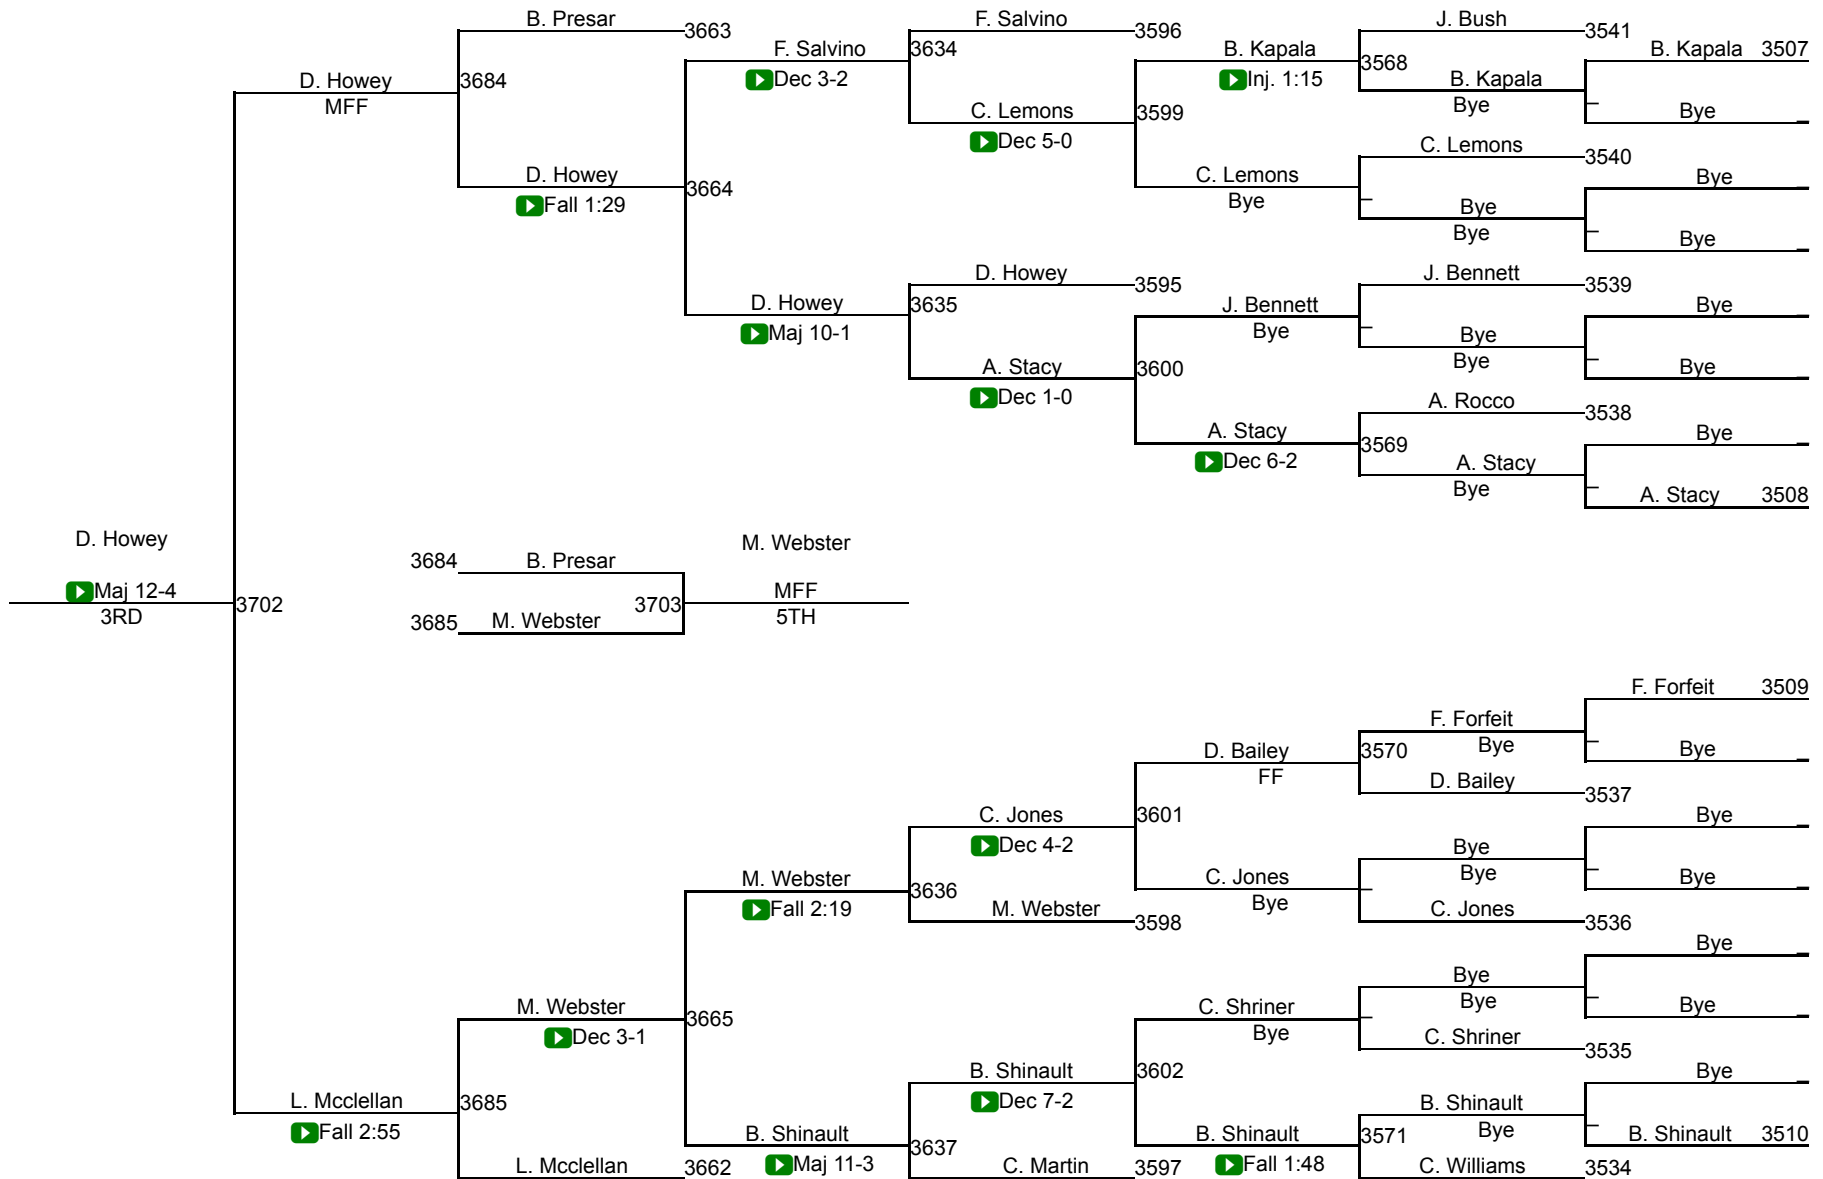 B. Presar
3663
F. Salvino
Dec 3-2
F. Salvino
3596
3634
B. Kapala
Inj. 1:15
J. Bush
3541
B. Kapala 3507
3568
B. Kapala
Bye
Bye
D. Howey
MFF
3684
C. Lemons
Dec 5-0
3599
C. Lemons
3540
Bye
C. Lemons
Bye
Bye
Bye
Bye
D. Howey
Fall 1:29
3664
D. Howey
Maj 10-1
D. Howey
3595
3635
J. Bennett
Bye
J. Bennett
3539
Bye
Bye
Bye
Bye
A. Stacy
Dec 1-0
3600
A. Rocco
3538
Bye
A. Stacy
Dec 6-2
3569
A. Stacy
Bye
A. Stacy 3508
D. Howey
Maj 12-4
3RD
3702
3684
B. Presar
3685
M. Webster
3703
M. Webster
MFF
5TH
F. Forfeit 3509
F. Forfeit
Bye
Bye
D. Bailey
FF
3570
D. Bailey
3537
C. Jones
Dec 4-2
3601
Bye
Bye
Bye
Bye
C. Jones
Bye
C. Jones
3536
M. Webster
Fall 2:19
3636
M. Webster
3598
Bye
Bye
Bye
Bye
M. Webster
Dec 3-1
3665
C. Shriner
Bye
C. Shriner
3535
B. Shinault
Dec 7-2
3602
Bye
L. Mcclellan
Fall 2:55
3685
B. Shinault
Bye
B. Shinault 3510
B. Shinault
Maj 11-3
3637
B. Shinault
Fall 1:48
3571
L. Mcclellan
3662
C. Martin
3597
C. Williams
3534